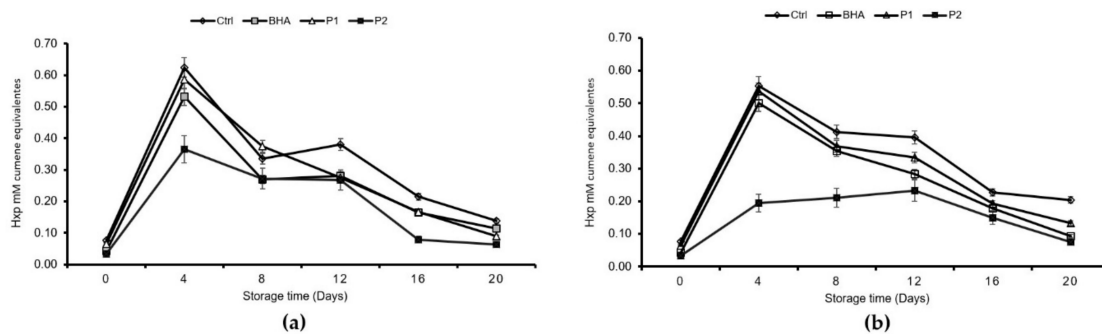 Ctrl BHA P1 P2
Hxp mM cumene equivalentes
0.70
0.60
0.50
0.40
0.30
0.20
0.10
0.00
0 4 8 12 16 20
Storage time (Days)
(a)
Ctrl BHA P1 P2
Hxp mM cumene equivalentes
0.70
0.60
0.50
0.40
0.30
0.20
0.10
0.00
0 4 8 12 16 20
Storage time (Days)
(b)